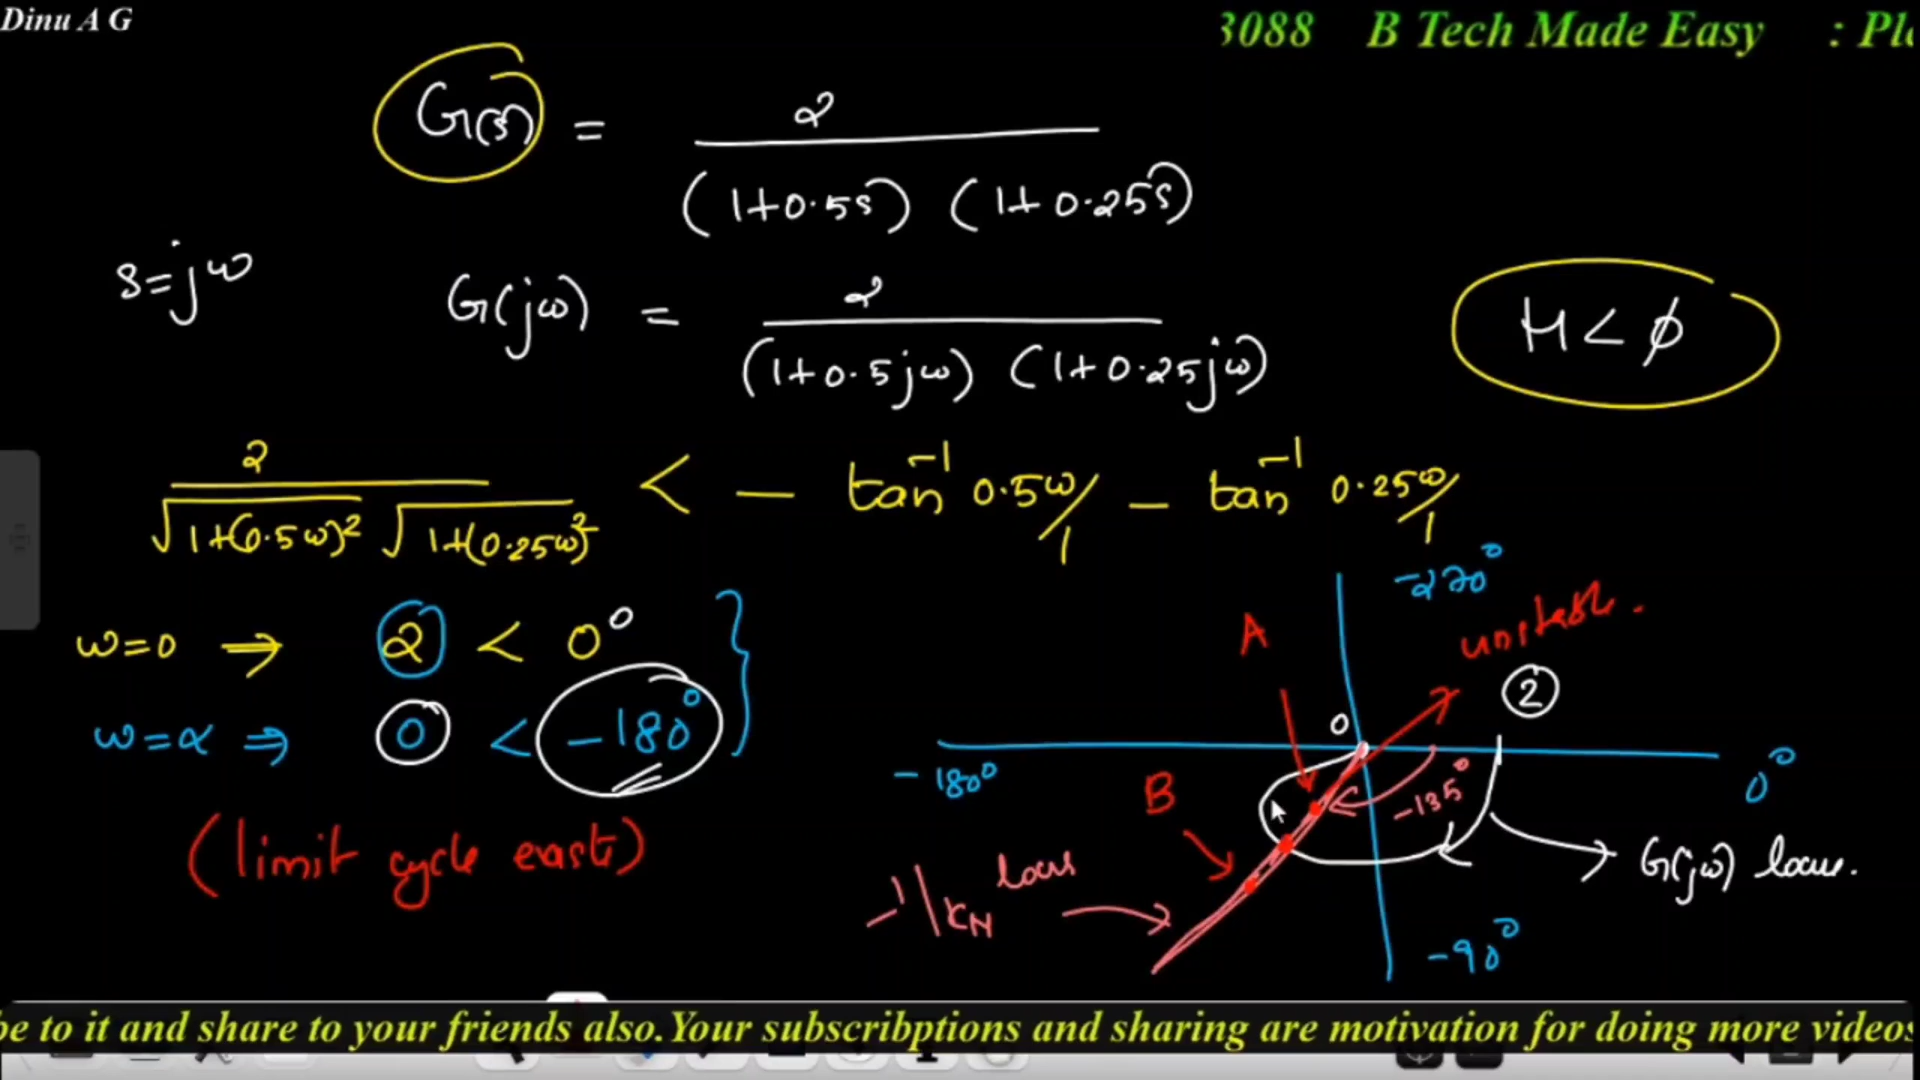 Dinu A G
3088 B Tech Made Easy : Ple
G(s) = 2 / (1+0.5s) (1+0.25s)
s=jω
G(jω) = 2 / (1+0.5jω) (1+0.25jω)
M<φ
2 / √1+(0.5ω)² √1+(0.25ω)² < - tan⁻¹ 0.5ω/1 - tan⁻¹ 0.25ω/1
ω=0 ⇒ 2 < 0°
ω=α ⇒ 0 < -180°
(limit cycle exist)
-270°
A
unstable.
2
0
-180°
0°
B
-135°
G(jω) locus.
-1/KN locus
-90°
be to it and share to your friends also. Your subscribptions and sharing are motivation for doing more videos